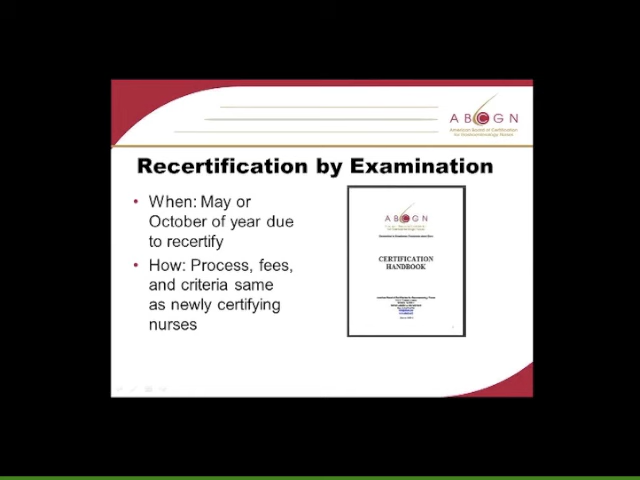 ABCGN
American Board of Certification
for Gastroenterology Nurses
Recertification by Examination
• When: May or
October of year due
to recertify
• How: Process, fees,
and criteria same
as newly certifying
nurses
ABCGN
CERTIFICATION
HANDBOOK